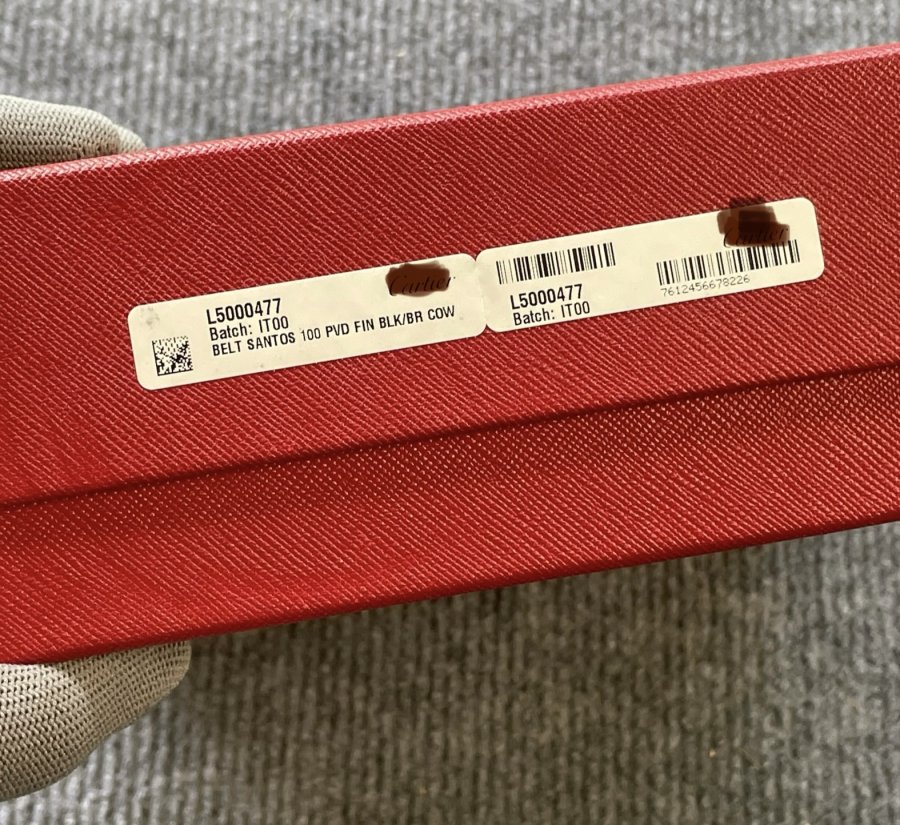 Cartier
L5000477
Batch: IT00
BELT SANTOS 100 PVD FIN BLK/BR COW
Cartier
L5000477
Batch: IT00
7612456678226